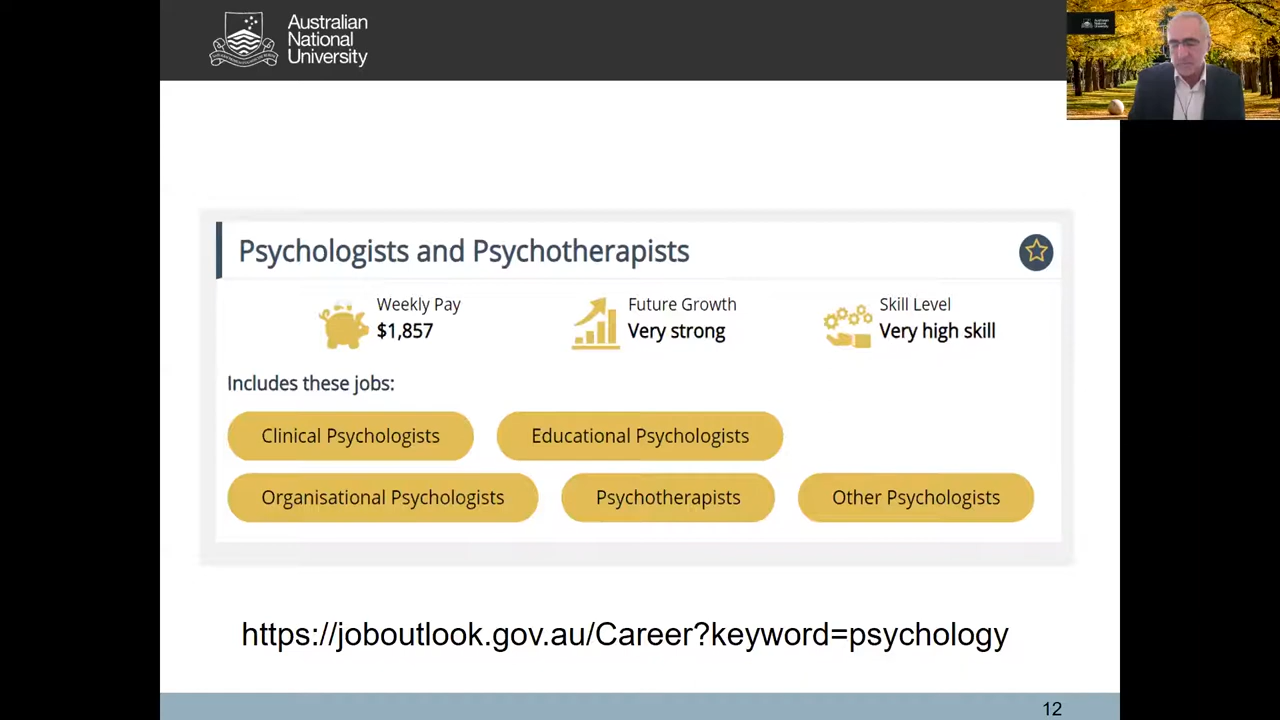 Australian
National
University
Psychologists and Psychotherapists
Weekly Pay
$1,857
Future Growth
Very strong
Skill Level
Very high skill
Includes these jobs:
Clinical Psychologists
Educational Psychologists
Organisational Psychologists
Psychotherapists
Other Psychologists
https://joboutlook.gov.au/Career?keyword=psychology
12